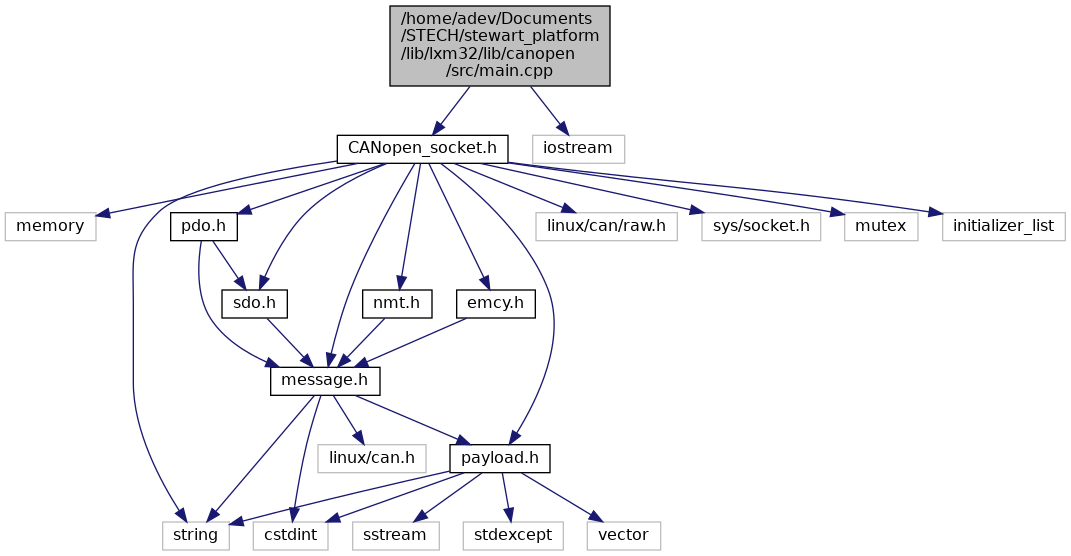 /home/adev/Documents
/STECH/stewart_platform
/lib/lxm32/lib/canopen
/src/main.cpp
CANopen_socket.h
iostream
memory
pdo.h
linux/can/raw.h
sys/socket.h
mutex
initializer_list
sdo.h
nmt.h
emcy.h
message.h
linux/can.h
payload.h
string
cstdint
sstream
stdexcept
vector